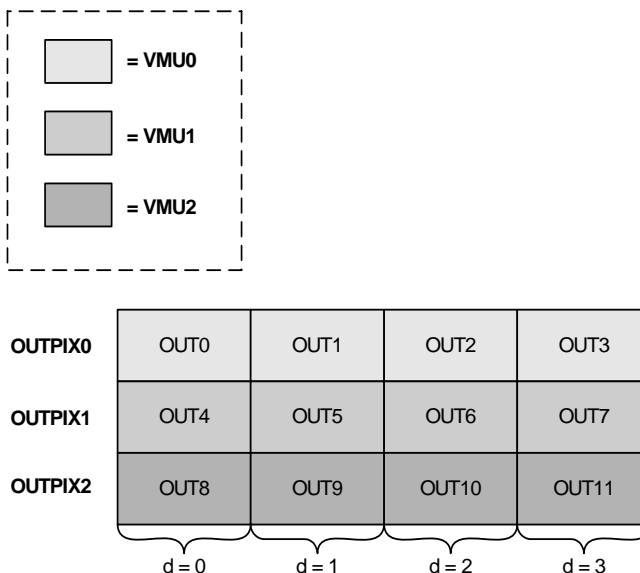 = VMU0
= VMU1
= VMU2
OUTPIX0 OUT0 OUT1 OUT2 OUT3
OUTPIX1 OUT4 OUT5 OUT6 OUT7
OUTPIX2 OUT8 OUT9 OUT10 OUT11
d = 0 d = 1 d = 2 d = 3